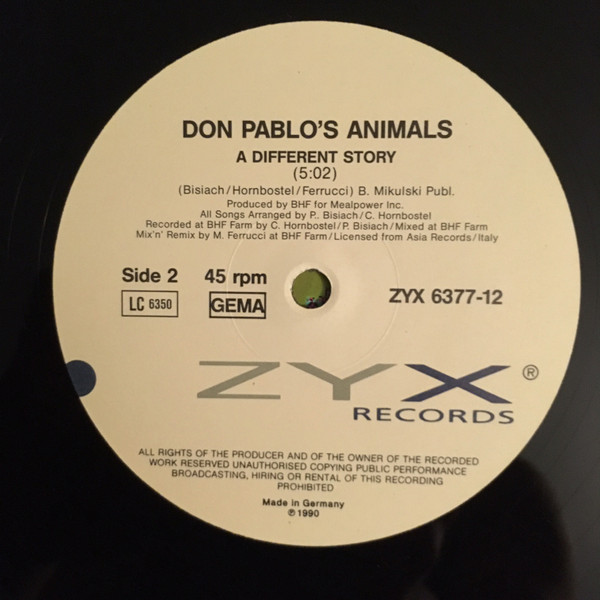 DON PABLO'S ANIMALS
A DIFFERENT STORY
(5:02)
(Bisiach/Hornbostel/Ferrucci) B. Mikulski Publ.
Produced by BHF for Mealpower Inc.
All Songs Arranged by P. Bisiach/C. Hornbostel
Recorded at BHF Farm by C. Hornbostel/P. Bisiach/Mixed at BHF Farm
Mix'n' Remix by M. Ferrucci at BHF Farm/Licensed from Asia Records/Italy
Side 2 45 rpm
LC 6350 GEMA ZYX 6377-12
ZYX ®
RECORDS
ALL RIGHTS OF THE PRODUCER AND OF THE OWNER OF THE RECORDED
WORK RESERVED UNAUTHORISED COPYING PUBLIC PERFORMANCE
BROADCASTING, HIRING OR RENTAL OF THIS RECORDING
PROHIBITED
Made in Germany
℗ 1990